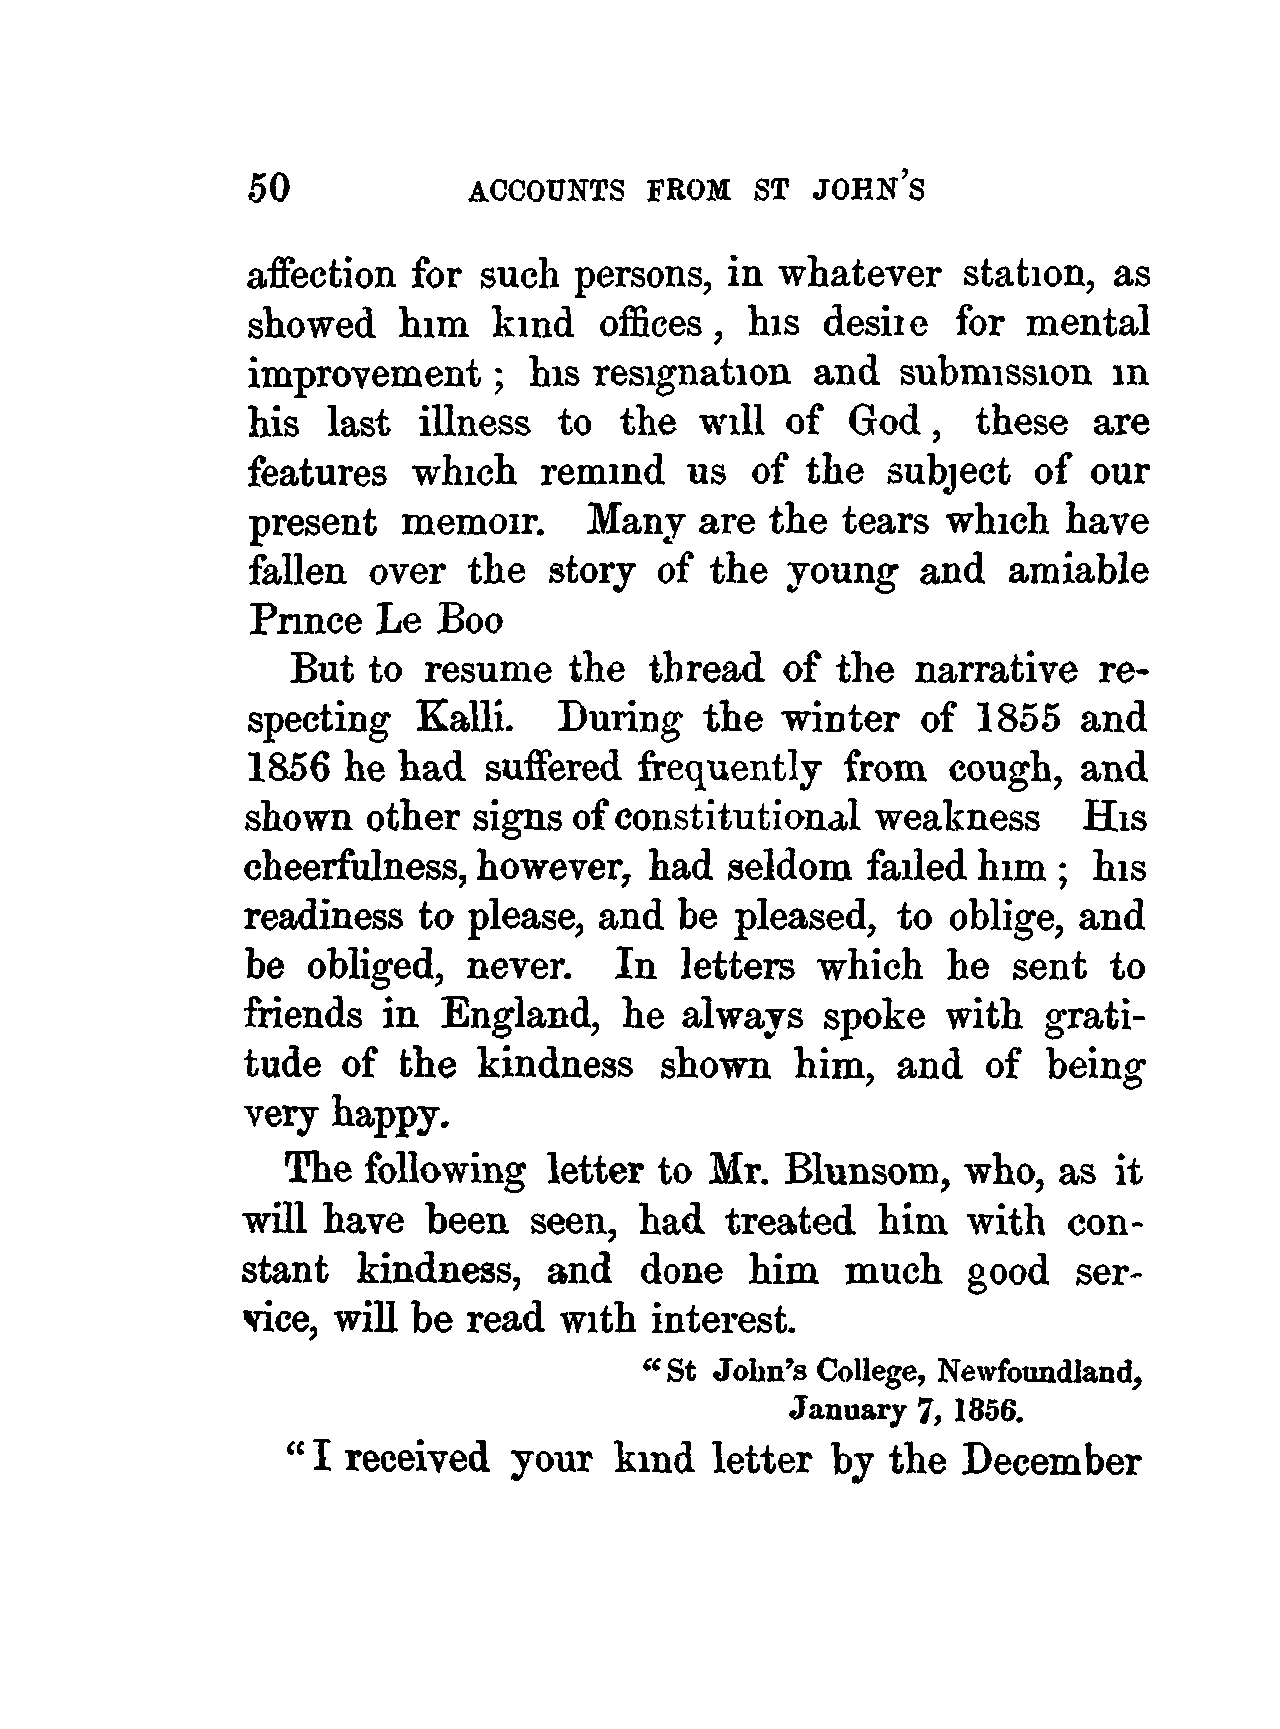 50 ACCOUNTS FROM ST JOHN'S
affection for such persons, in whatever station, as
showed him kind offices, his desire for mental
improvement; his resignation and submission in
his last illness to the will of God, these are
features which remind us of the subject of our
present memoir. Many are the tears which have
fallen over the story of the young and amiable
Prince Le Boo
But to resume the thread of the narrative re-
specting Kalli. During the winter of 1855 and
1856 he had suffered frequently from cough, and
shown other signs of constitutional weakness His
cheerfulness, however, had seldom failed him; his
readiness to please, and be pleased, to oblige, and
be obliged, never. In letters which he sent to
friends in England, he always spoke with grati-
tude of the kindness shown him, and of being
very happy.
The following letter to Mr. Blunsom, who, as it
will have been seen, had treated him with con-
stant kindness, and done him much good ser-
vice, will be read with interest.
"St John's College, Newfoundland,
January 7, 1856.
"I received your kind letter by the December